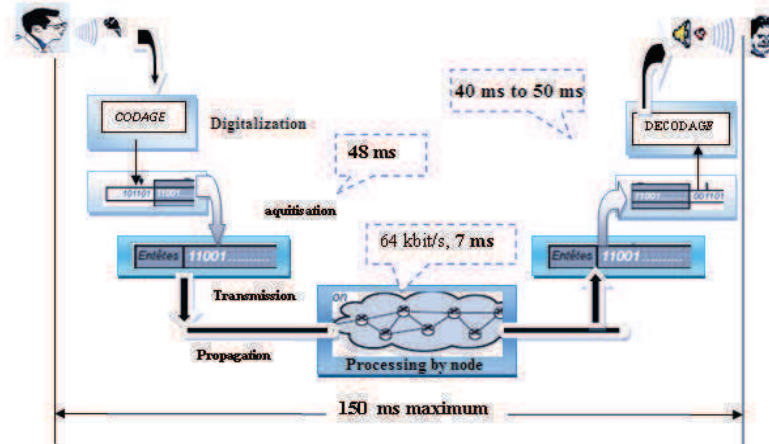 40 ms to 50 ms
CODAGE
Digitalization
DECODAGE
48 ms
101101 11001
11001 001101
aquitisation
64 kbit/s, 7 ms
Entêtes 11001..........
Entêtes 11001..........
Transmission
on
Propagation
Processing by node
150 ms maximum